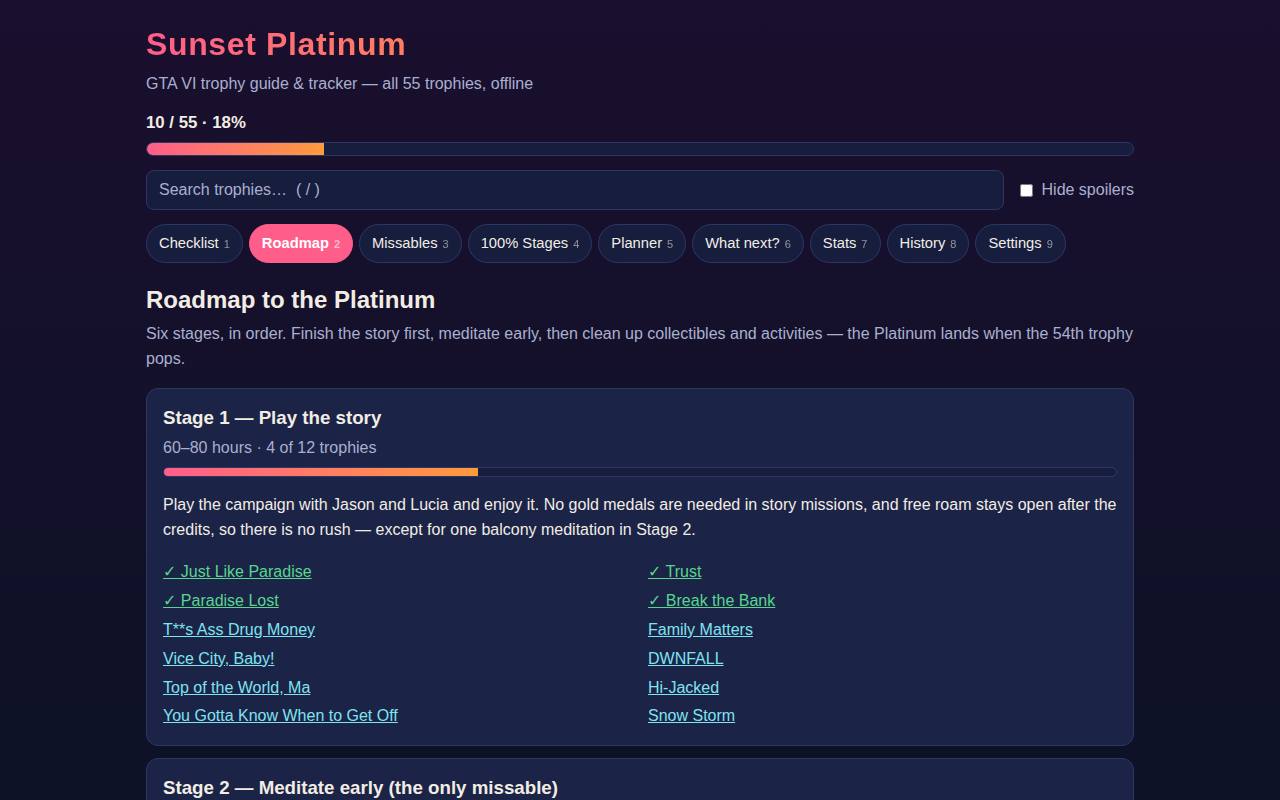 Sunset Platinum
GTA VI trophy guide & tracker — all 55 trophies, offline
10 / 55 · 18%
Search trophies… ( / )
Hide spoilers
Checklist 1
Roadmap 2
Missables 3
100% Stages 4
Planner 5
What next? 6
Stats 7
History 8
Settings 9
Roadmap to the Platinum
Six stages, in order. Finish the story first, meditate early, then clean up collectibles and activities — the Platinum lands when the 54th trophy
pops.
Stage 1 — Play the story
60–80 hours · 4 of 12 trophies
Play the campaign with Jason and Lucia and enjoy it. No gold medals are needed in story missions, and free roam stays open after the
credits, so there is no rush — except for one balcony meditation in Stage 2.
✓ Just Like Paradise
✓ Trust
✓ Paradise Lost
✓ Break the Bank
T**s Ass Drug Money
Family Matters
Vice City, Baby!
DWNFALL
Top of the World, Ma
Hi-Jacked
You Gotta Know When to Get Off
Snow Storm
Stage 2 — Meditate early (the only missable)